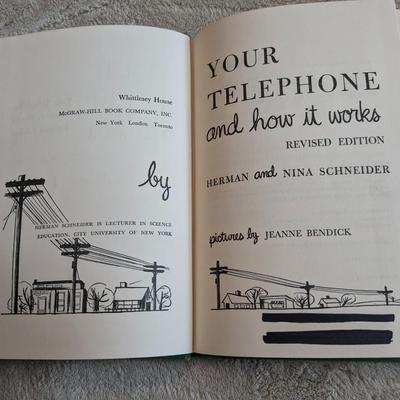 Whittlesey House
McGRAW-HILL BOOK COMPANY, INC.
New York London Toronto
by
HERMAN SCHNEIDER IS LECTURER IN SCIENCE
EDUCATION, CITY UNIVERSITY OF NEW YORK
YOUR
TELEPHONE
and how it works
REVISED EDITION
HERMAN and NINA SCHNEIDER
pictures by JEANNE BENDICK